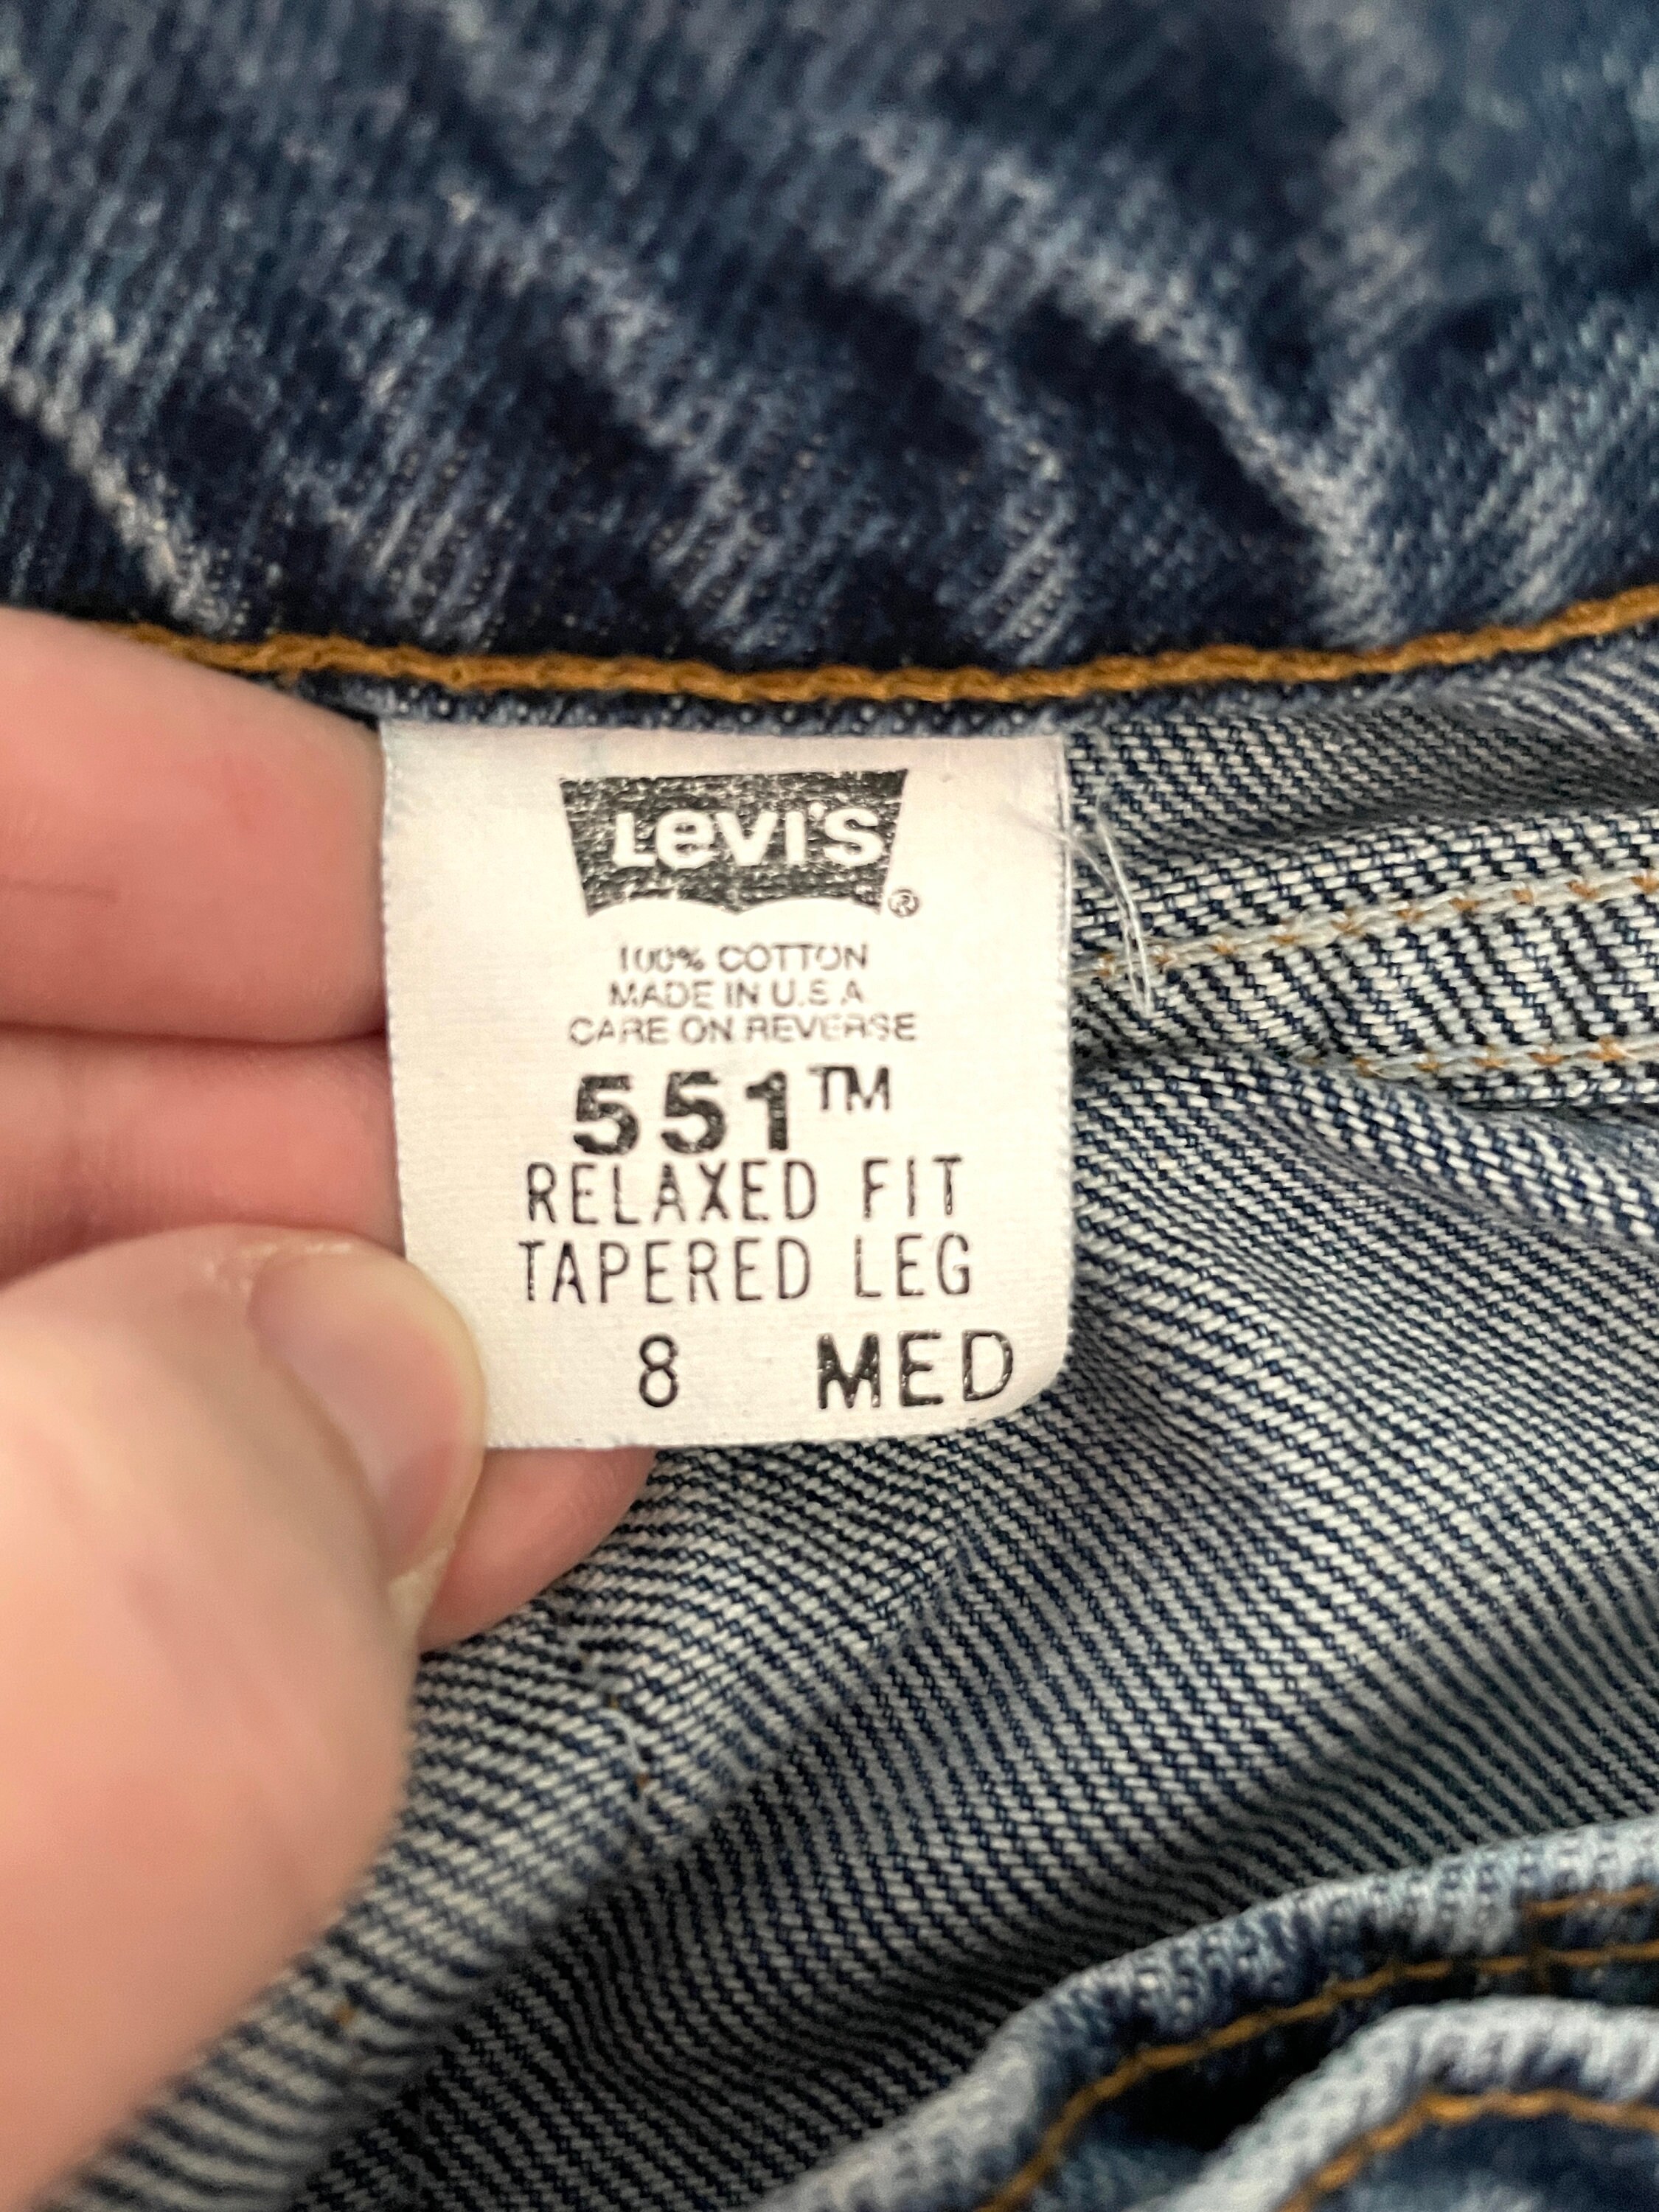 Levi's®
100% COTTON
MADE IN U.S.A
CARE ON REVERSE
551™
RELAXED FIT
TAPERED LEG
8 MED